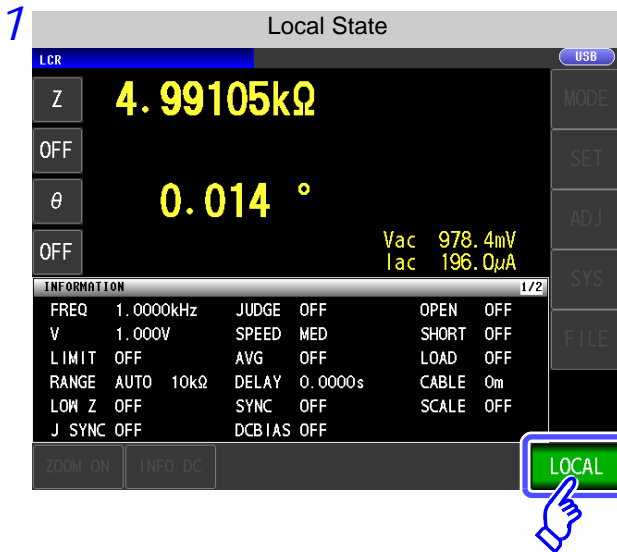 1
Local State
LCR
USB
Z 4.99105kΩ
MODE
OFF
SET
θ 0.014 °
ADJ
OFF
Vac 978.4mV
Iac 196.0μA
SYS
INFORMATION 1/2
FREQ 1.0000kHz JUDGE OFF OPEN OFF
V 1.000V SPEED MED SHORT OFF
FILE
LIMIT OFF AVG OFF LOAD OFF
RANGE AUTO 10kΩ DELAY 0.0000s CABLE 0m
LOW Z OFF SYNC OFF SCALE OFF
J SYNC OFF DCBIAS OFF
ZOOM ON INFO DC LOCAL